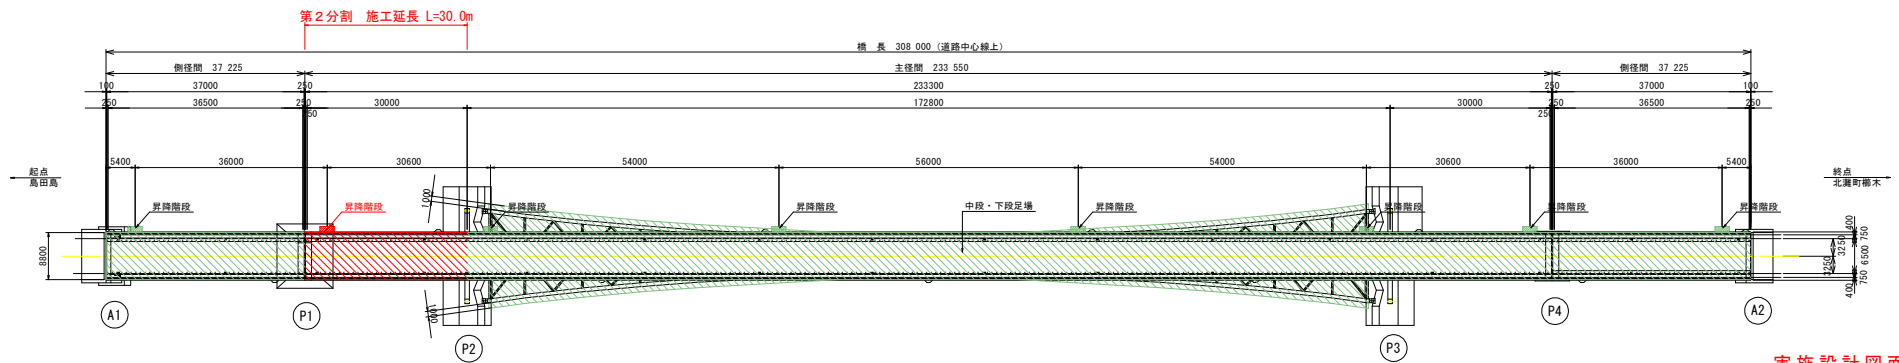 第２分割　施工延長 L=30.0m
橋　長　308 000 (道路中心線上)
側径間　37 225
主径間　233 550
側径間　37 225
100
37000
250
233300
250
37000
100
250
36500
250
30000
172800
30000
250
36500
250
250
250
5400
36000
30600
54000
56000
54000
30600
36000
5400
起点
島田島
終点
北灘町櫛木
昇降階段
昇降階段
昇降階段
昇降階段
中段・下段足場
昇降階段
昇降階段
昇降階段
昇降階段
1000
1000
8800
400
750
3250
6500
3250
750
400
A1
P1
P2
P3
P4
A2
実施設計図面